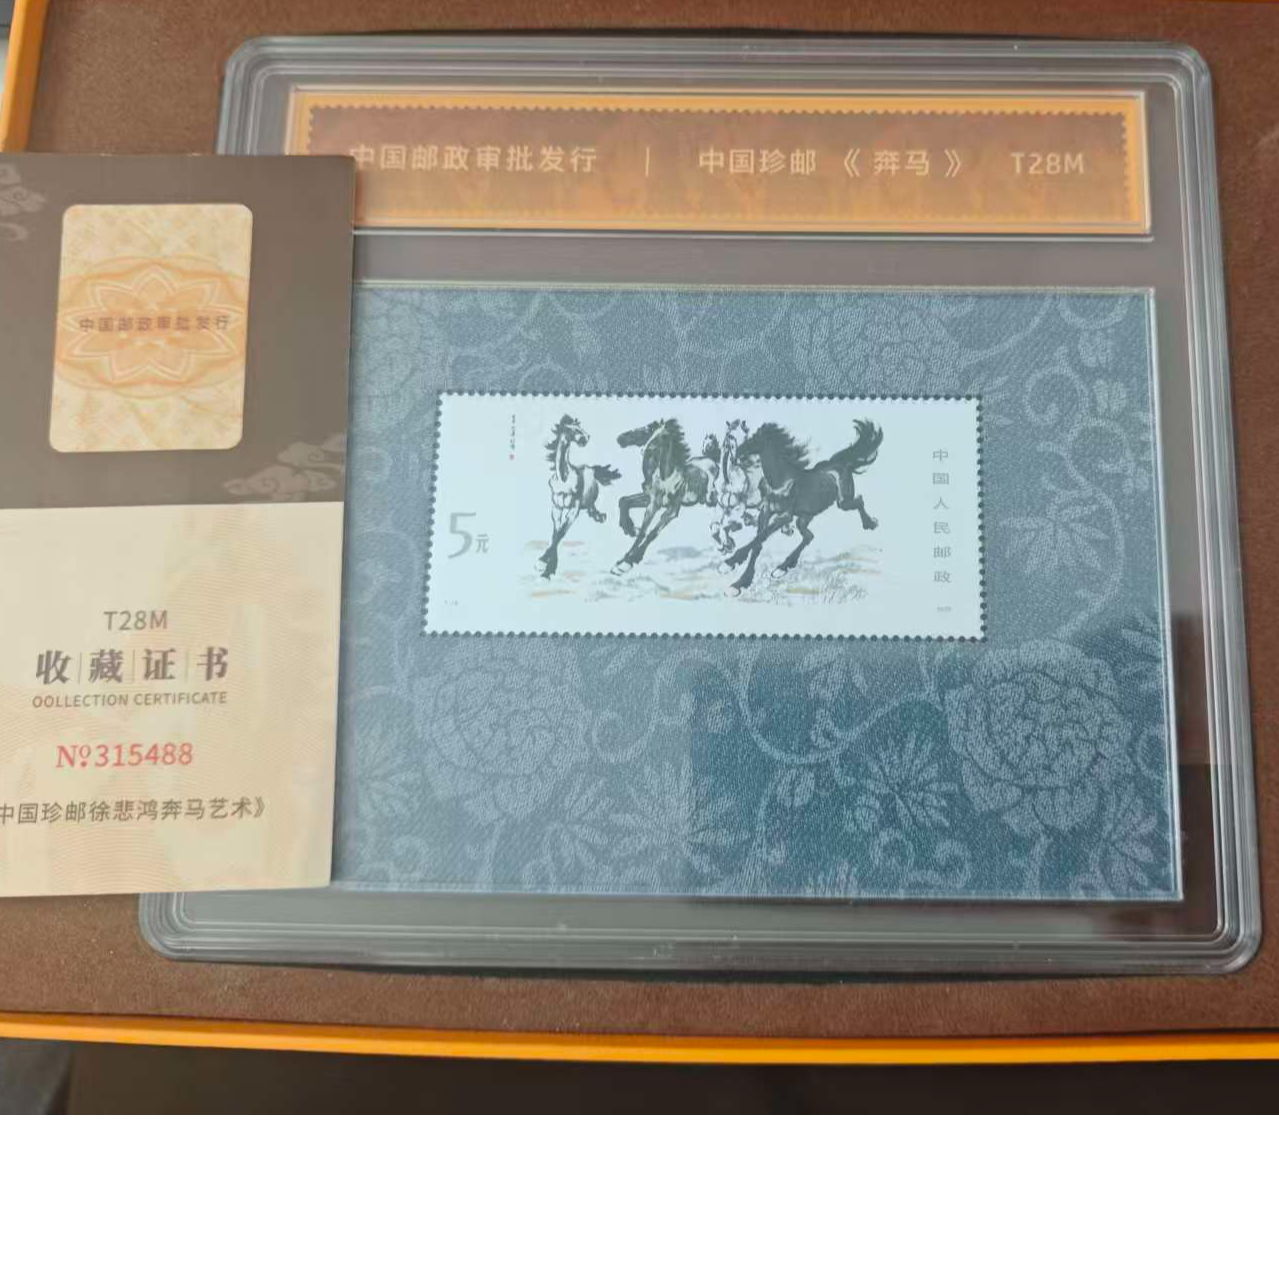 中国邮政审批发行 | 中国珍邮 《 奔马 》 T28M
中国邮政审批发行
T28M
收藏证书
OOLLECTION CERTIFICATE
Nº315488
中国珍邮徐悲鸿奔马艺术》
5元
中国人民邮政